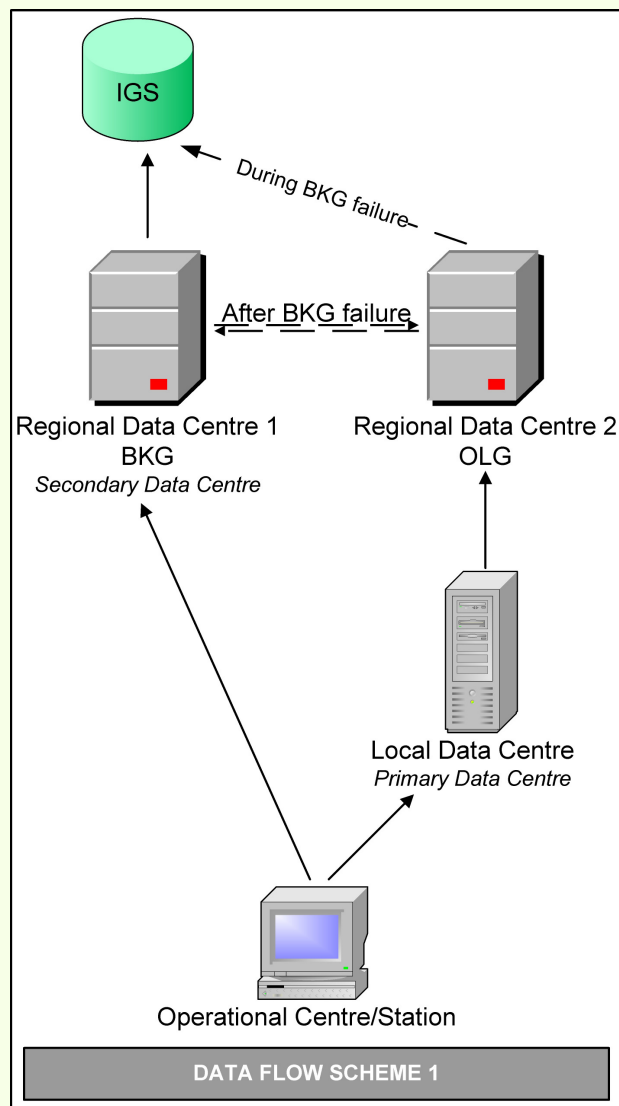 IGS
During BKG failure
After BKG failure
Regional Data Centre 1
BKG
Secondary Data Centre
Regional Data Centre 2
OLG
Local Data Centre
Primary Data Centre
Operational Centre/Station
DATA FLOW SCHEME 1